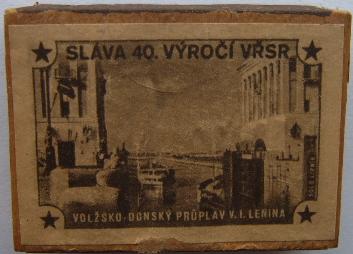 SLÁVA 40. VÝROČÍ VŘSR
VOLŽSKO-DONSKÝ PRŮPLAV V. I. LENINA